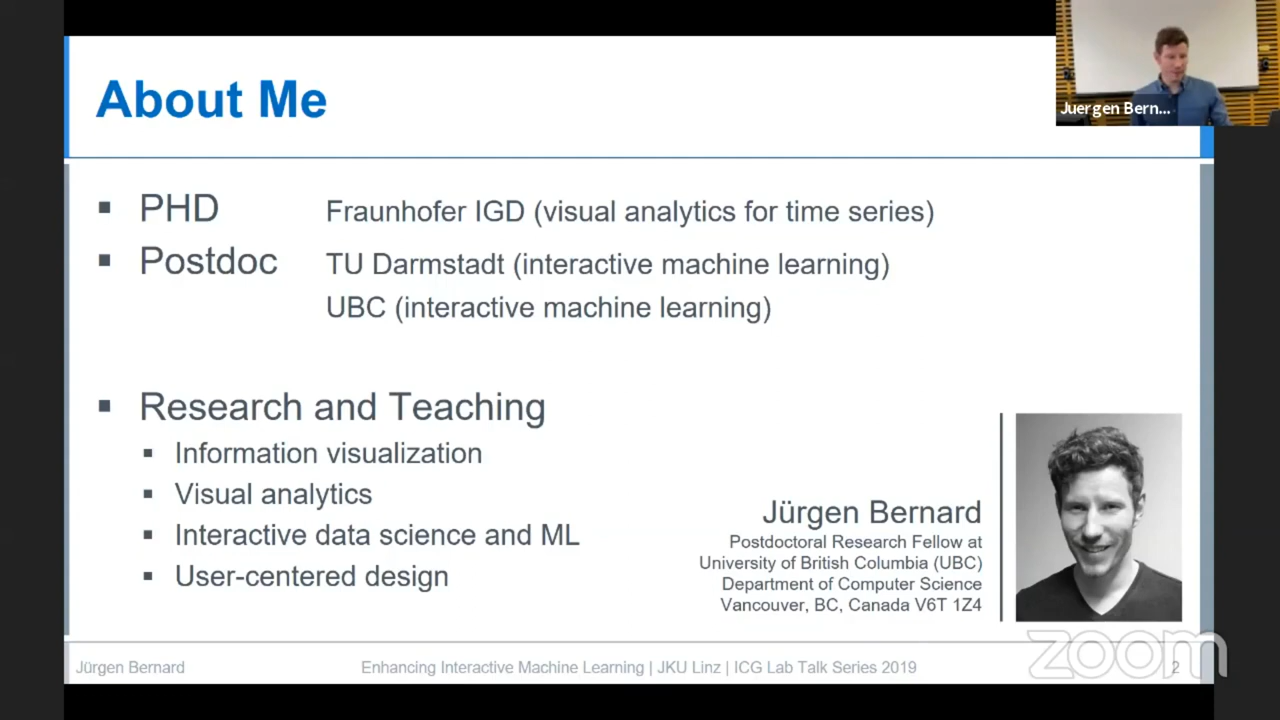 About Me
Juergen Bern...
PHD Fraunhofer IGD (visual analytics for time series)
Postdoc TU Darmstadt (interactive machine learning)
UBC (interactive machine learning)
Research and Teaching
Information visualization
Visual analytics
Interactive data science and ML
User-centered design
Jürgen Bernard
Postdoctoral Research Fellow at
University of British Columbia (UBC)
Department of Computer Science
Vancouver, BC, Canada V6T 1Z4
Jürgen Bernard
Enhancing Interactive Machine Learning | JKU Linz | ICG Lab Talk Series 2019
2
zoom